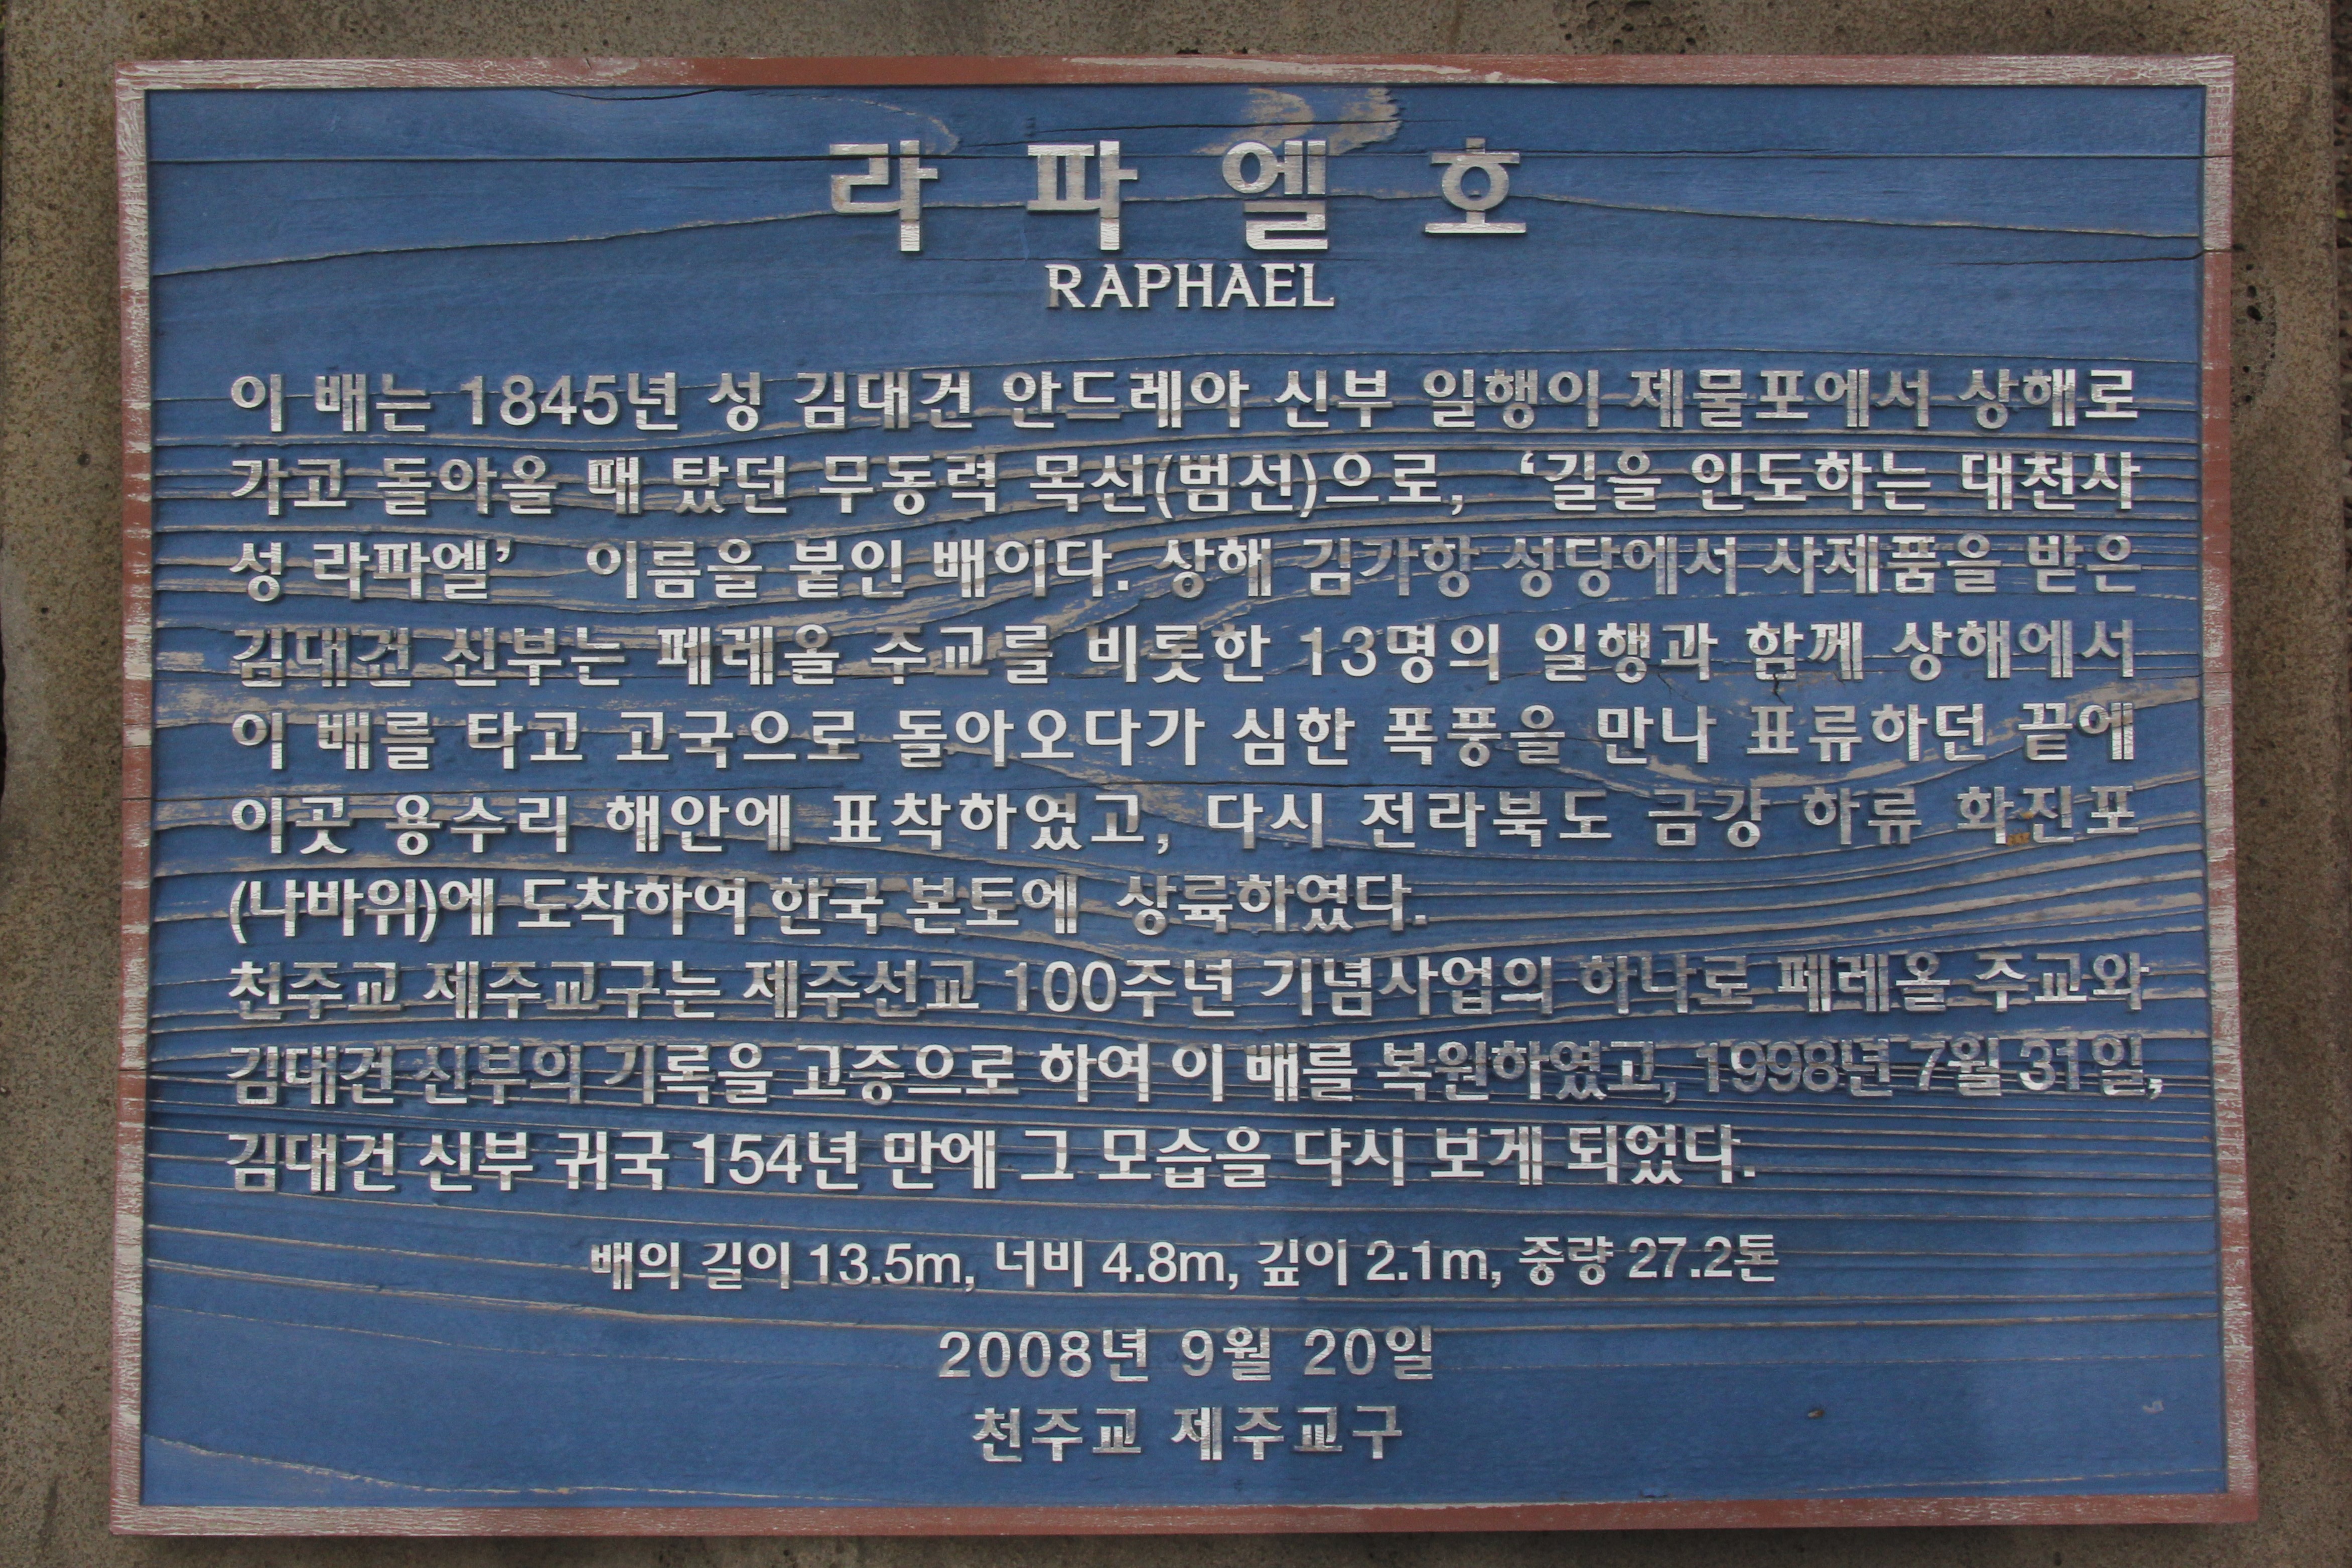 라파엘호
RAPHAEL
이 배는 1845년 성 김대건 안드레아 신부 일행이 제물포에서 상해로
가고 돌아올 때 탔던 무동력 목선(범선)으로, ‘길을 인도하는 대천사
성 라파엘’ 이름을 붙인 배이다. 상해 김가항 성당에서 사제품을 받은
김대건 신부는 페레올 주교를 비롯한 13명의 일행과 함께 상해에서
이 배를 타고 고국으로 돌아오다가 심한 폭풍을 만나 표류하던 끝에
이곳 용수리 해안에 표착하였고, 다시 전라북도 금강 하류 화진포
(나바위)에 도착하여 한국 본토에 상륙하였다.
천주교 제주교구는 제주선교 100주년 기념사업의 하나로 페레올 주교와
김대건 신부의 기록을 고증으로 하여 이 배를 복원하였고, 1998년 7월 31일,
김대건 신부 귀국 154년 만에 그 모습을 다시 보게 되었다.
배의 길이 13.5m, 너비 4.8m, 깊이 2.1m, 중량 27.2톤
2008년 9월 20일
천주교 제주교구